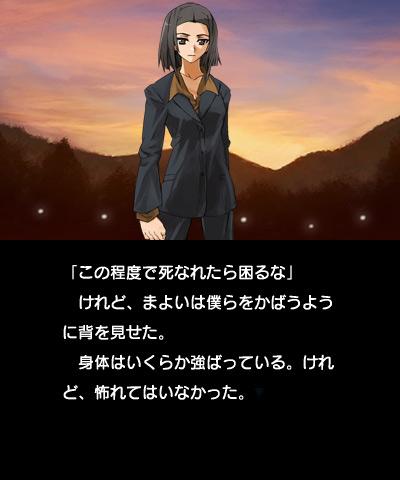 「この程度で死なれたら困るな」
　けれど、まよいは僕らをかばうよう
に背を見せた。
　身体はいくらか強ばっている。けれ
ど、怖れてはいなかった。